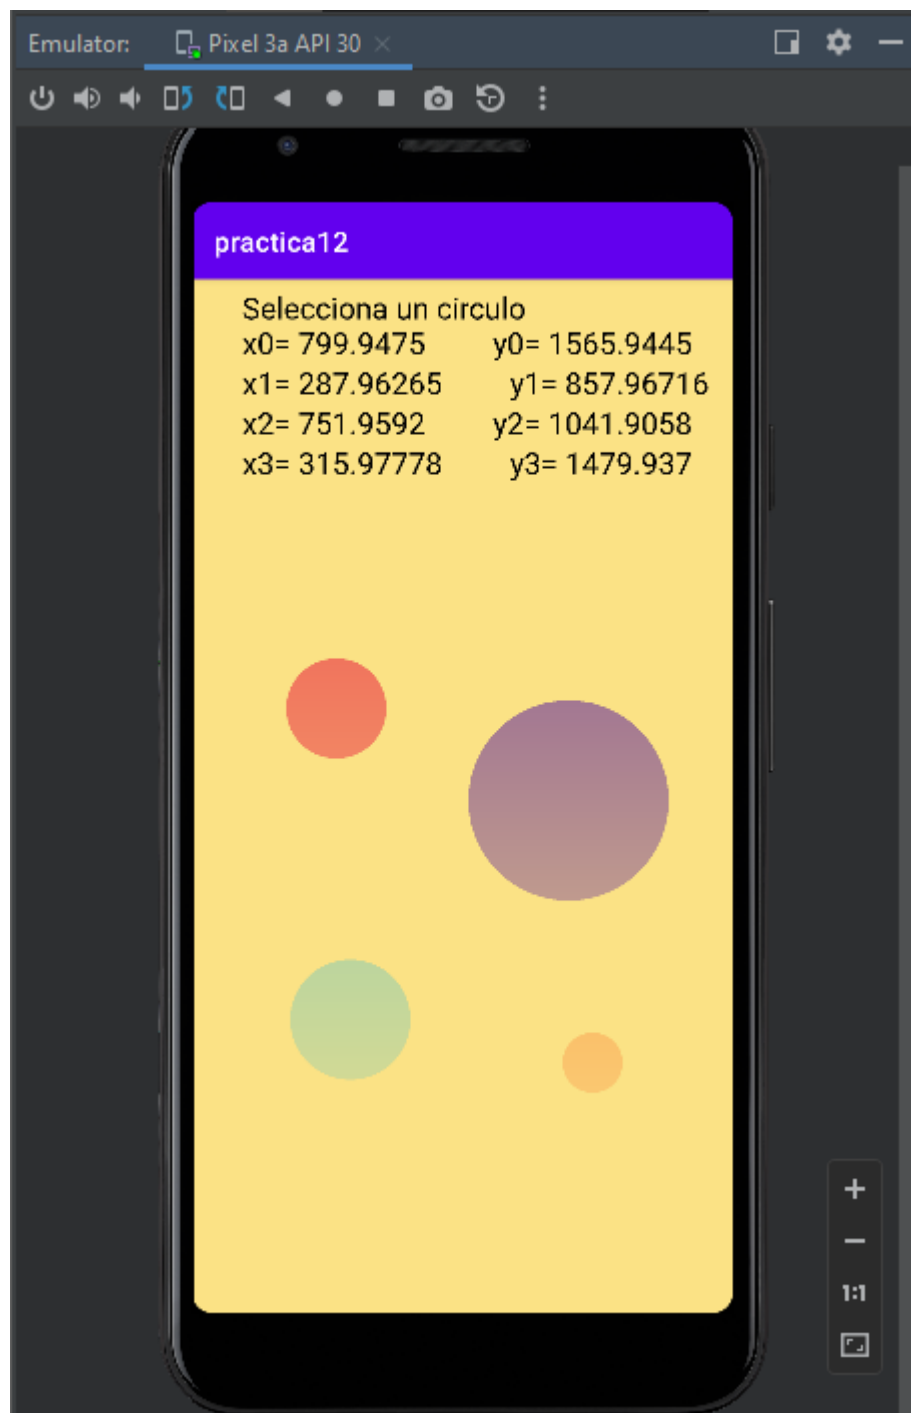 Emulator: Pixel 3a API 30
practica12
Selecciona un circulo
x0= 799.9475 y0= 1565.9445
x1= 287.96265 y1= 857.96716
x2= 751.9592 y2= 1041.9058
x3= 315.97778 y3= 1479.937
1:1